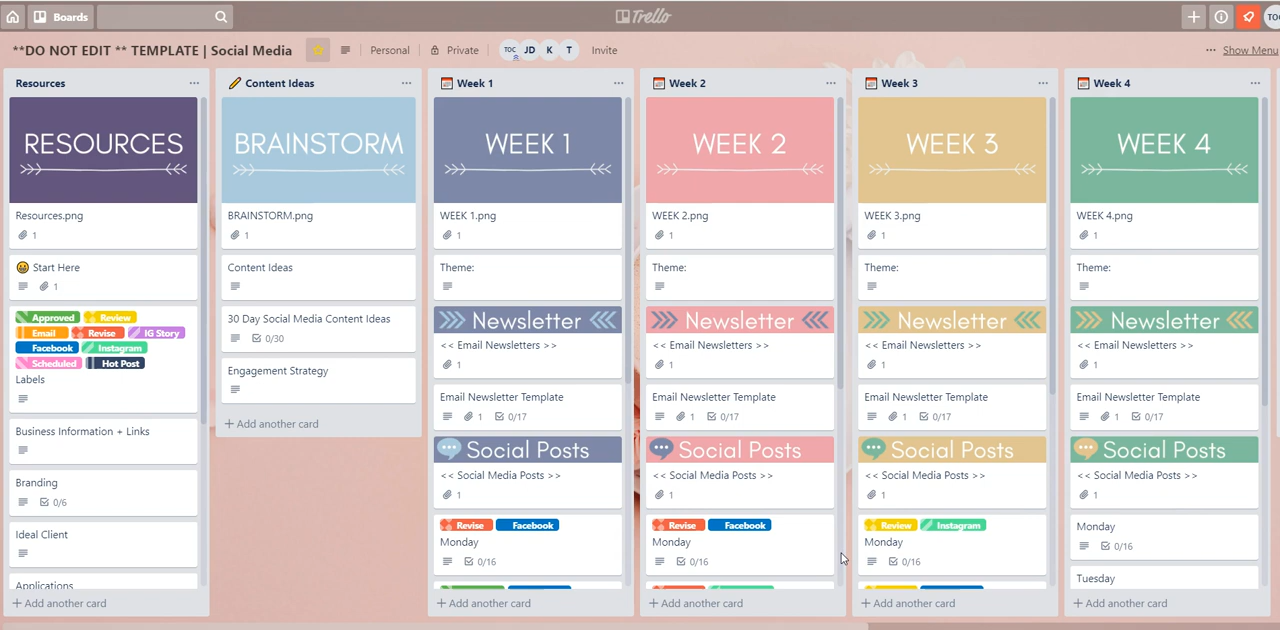 Boards
Trello
TOC
**DO NOT EDIT ** TEMPLATE | Social Media
Personal
Private
TOC
JD
K
T
Invite
... Show Menu
Resources
RESOURCES
Resources.png
1
Start Here
1
Approved Review
Email Revise IG Story
Facebook Instagram
Scheduled Hot Post
Labels
Business Information + Links
Branding
0/6
Ideal Client
Applications
+ Add another card
Content Ideas
BRAINSTORM
BRAINSTORM.png
1
Content Ideas
30 Day Social Media Content Ideas
0/30
Engagement Strategy
+ Add another card
Week 1
WEEK 1
WEEK 1.png
1
Theme:
Newsletter
<< Email Newsletters >>
1
Email Newsletter Template
1 0/17
Social Posts
<< Social Media Posts >>
1
Revise Facebook
Monday
0/16
+ Add another card
Week 2
WEEK 2
WEEK 2.png
1
Theme:
Newsletter
<< Email Newsletters >>
1
Email Newsletter Template
1 0/17
Social Posts
<< Social Media Posts >>
1
Revise Facebook
Monday
0/16
+ Add another card
Week 3
WEEK 3
WEEK 3.png
1
Theme:
Newsletter
<< Email Newsletters >>
1
Email Newsletter Template
1 0/17
Social Posts
<< Social Media Posts >>
1
Review Instagram
Monday
0/16
+ Add another card
Week 4
WEEK 4
WEEK 4.png
1
Theme:
Newsletter
<< Email Newsletters >>
1
Email Newsletter Template
1 0/17
Social Posts
<< Social Media Posts >>
1
Monday
0/16
Tuesday
+ Add another card